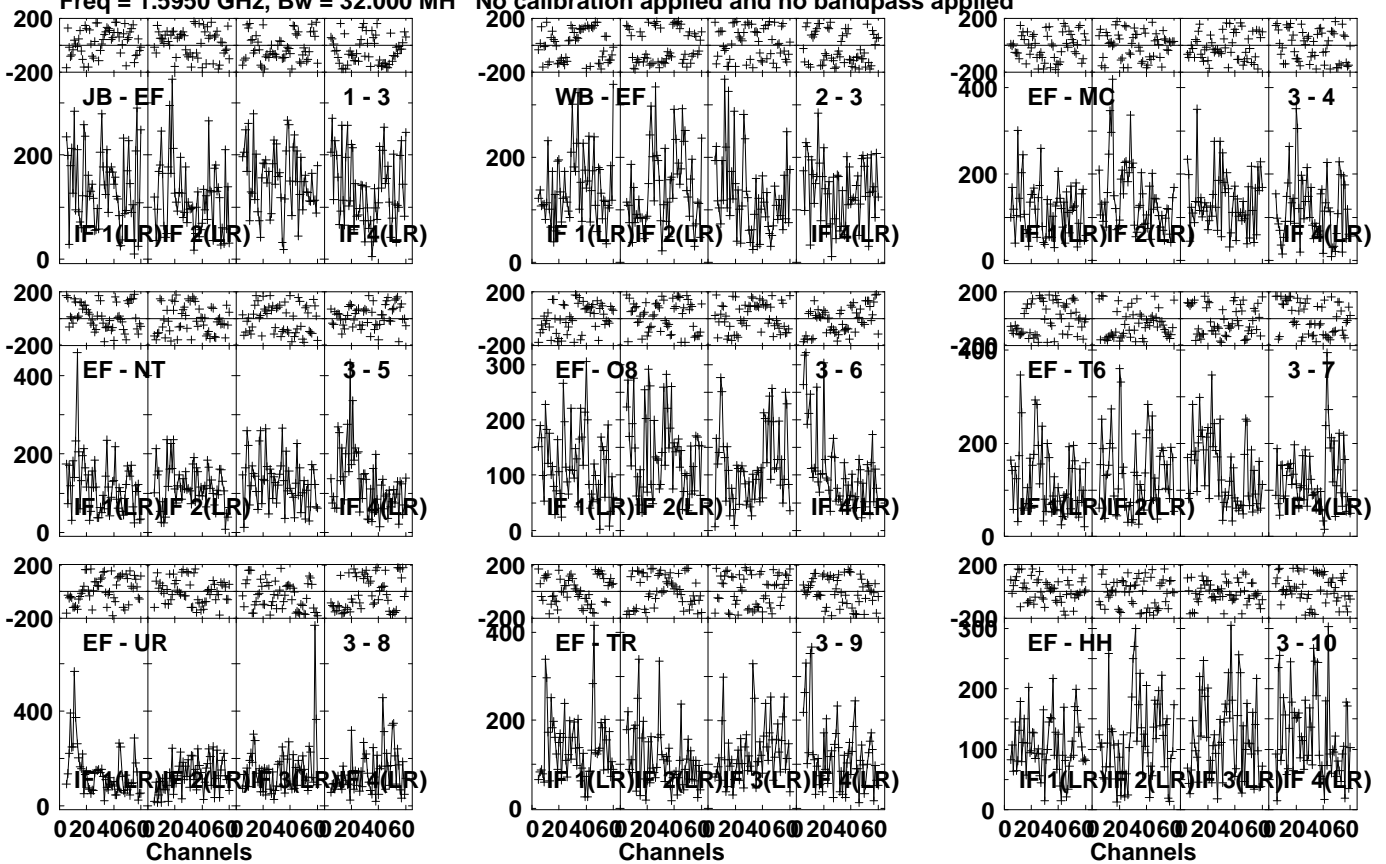 Freq = 1.5950 GHz, Bw = 32.000 MH No calibration applied and no bandpass applied
200
-200
JB - EF 1 - 3
200
IF 1(LR) IF 2(LR) IF 4(LR)
0
200
-200
WB - EF 2 - 3
200
IF 1(LR) IF 2(LR) IF 4(LR)
0
200
-200
400
EF - MC 3 - 4
200
IF 1(LR) IF 2(LR) IF 4(LR)
0
200
-200
EF - NT 3 - 5
400
200
IF 1(LR) IF 2(LR) IF 4(LR)
0
200
-200
EF - O8 3 - 6
300
200
100
IF 1(LR) IF 2(LR) IF 4(LR)
0
200
-200
400
EF - T6 3 - 7
200
IF 1(LR) IF 2(LR) IF 4(LR)
0
200
-200
EF - UR 3 - 8
400
IF 1(LR) IF 2(LR) IF 3(LR) IF 4(LR)
0
0 20 40 60 0 20 40 60 0 20 40 60 0 20 40 60
Channels
200
-200
400
EF - TR 3 - 9
200
IF 1(LR) IF 2(LR) IF 3(LR) IF 4(LR)
0
0 20 40 60 0 20 40 60 0 20 40 60 0 20 40 60
Channels
200
-200
300
EF - HH 3 - 10
200
100
IF 1(LR) IF 2(LR) IF 3(LR) IF 4(LR)
0
0 20 40 60 0 20 40 60 0 20 40 60 0 20 40 60
Channels